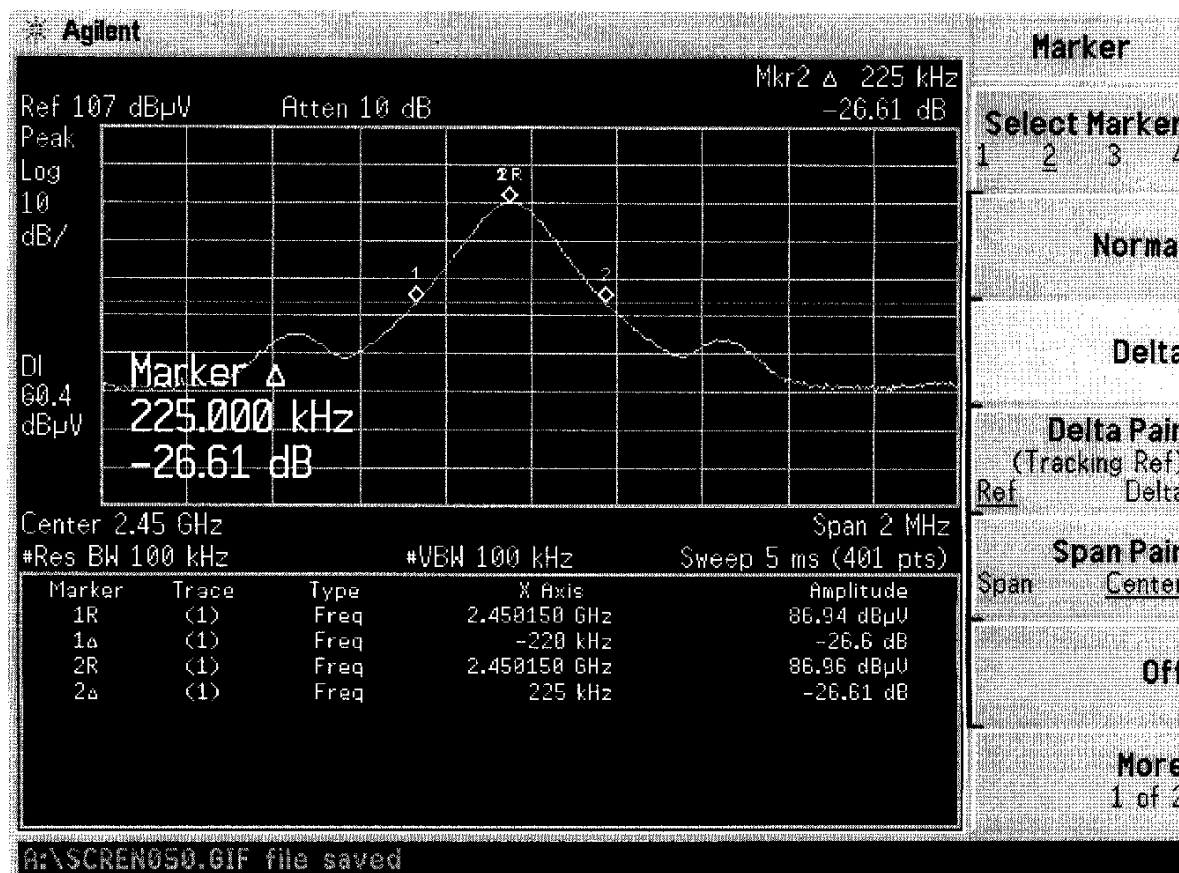 Agilent
Marker
Mkr2 Δ 225 kHz
Ref 107 dBµV Atten 10 dB -26.61 dB
Peak
Log
10
dB/
Select Marker
1 2 3 4
2R
1
2
Norma
Delta
DI
60.4
dBµV
Marker Δ
225.000 kHz
-26.61 dB
Delta Pair
(Tracking Ref)
Ref Delta
Center 2.45 GHz Span 2 MHz
#Res BW 100 kHz #VBW 100 kHz Sweep 5 ms (401 pts)
Span Pair
Span Center
Marker Trace Type X Axis Amplitude
1R (1) Freq 2.450150 GHz 86.94 dBµV
1Δ (1) Freq -220 kHz -26.6 dB
2R (1) Freq 2.450150 GHz 86.96 dBµV
2Δ (1) Freq 225 kHz -26.61 dB
Off
More
1 of 2
A:\SCREN050.GIF file saved